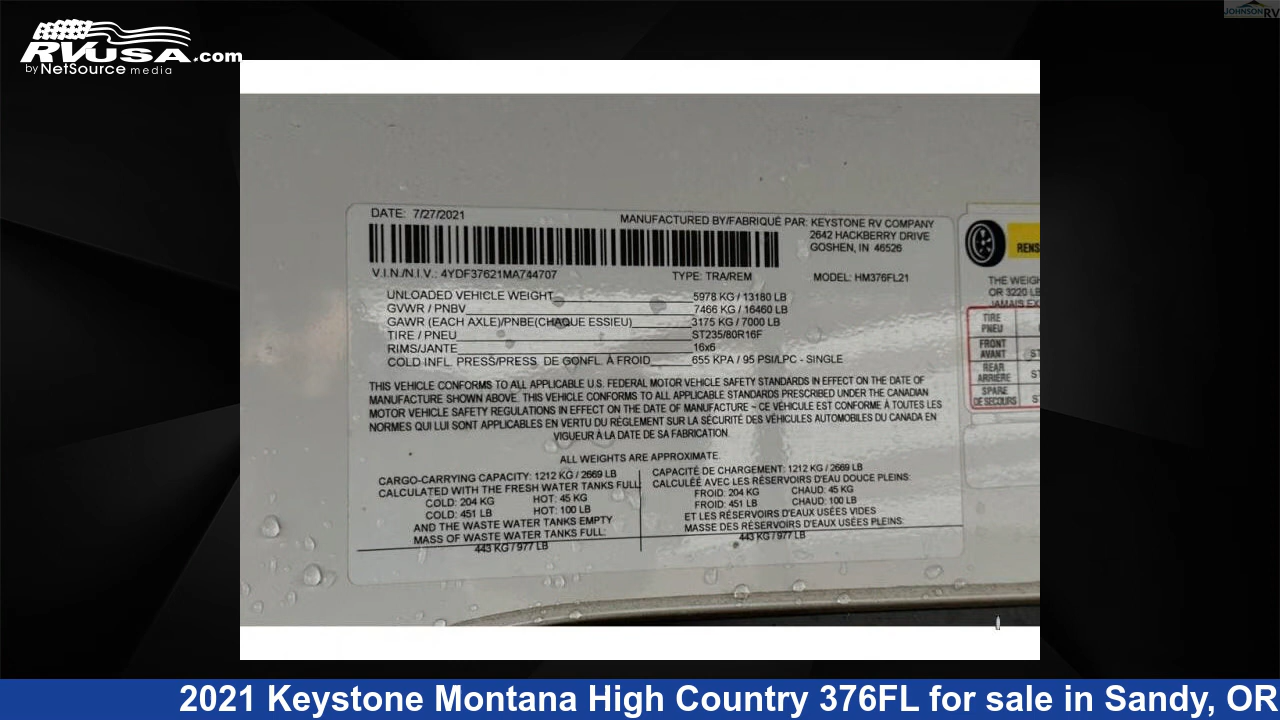 JOHNSON RV
RVUSA.com
by NetSource media
DATE: 7/27/2021
MANUFACTURED BY/FABRIQUÉ PAR: KEYSTONE RV COMPANY
2642 HACKBERRY DRIVE
GOSHEN, IN 46526
V.I.N./N.I.V.: 4YDF37621MA744707 TYPE: TRA/REM MODEL: HM376FL21
UNLOADED VEHICLE WEIGHT 5978 KG / 13180 LB
GVWR / PNBV 7466 KG / 16460 LB
GAWR (EACH AXLE)/PNBE(CHAQUE ESSIEU) 3175 KG / 7000 LB
TIRE / PNEU ST235/80R16F
RIMS/JANTE 16x6
COLD INFL. PRESS/PRESS. DE GONFL. À FROID 655 KPA / 95 PSI/LPC - SINGLE
THIS VEHICLE CONFORMS TO ALL APPLICABLE U.S. FEDERAL MOTOR VEHICLE SAFETY STANDARDS IN EFFECT ON THE DATE OF
MANUFACTURE SHOWN ABOVE. THIS VEHICLE CONFORMS TO ALL APPLICABLE STANDARDS PRESCRIBED UNDER THE CANADIAN
MOTOR VEHICLE SAFETY REGULATIONS IN EFFECT ON THE DATE OF MANUFACTURE ~ CE VÉHICULE EST CONFORME À TOUTES LES
NORMES QUI LUI SONT APPLICABLES EN VERTU DU RÈGLEMENT SUR LA SÉCURITÉ DES VÉHICULES AUTOMOBILES DU CANADA EN
VIGUEUR À LA DATE DE SA FABRICATION.
ALL WEIGHTS ARE APPROXIMATE.
CARGO-CARRYING CAPACITY: 1212 KG / 2669 LB
CALCULATED WITH THE FRESH WATER TANKS FULL
COLD: 204 KG HOT: 45 KG
COLD: 451 LB HOT: 100 LB
AND THE WASTE WATER TANKS EMPTY
MASS OF WASTE WATER TANKS FULL:
443 KG / 977 LB
CAPACITÉ DE CHARGEMENT: 1212 KG / 2669 LB
CALCULÉE AVEC LES RÉSERVOIRS D'EAU DOUCE PLEINS:
FROID: 204 KG CHAUD: 45 KG
FROID: 451 LB CHAUD: 100 LB
ET LES RÉSERVOIRS D'EAUX USÉES VIDES
MASSE DES RÉSERVOIRS D'EAUX USÉES PLEINS:
443 KG / 977 LB
RENS
THE WEIGH
OR 3220 LB
JAMAIS EX
TIRE
PNEU
FRONT
AVANT ST
REAR
ARRIÈRE ST
SPARE
DE SECOURS S
2021 Keystone Montana High Country 376FL for sale in Sandy, OR